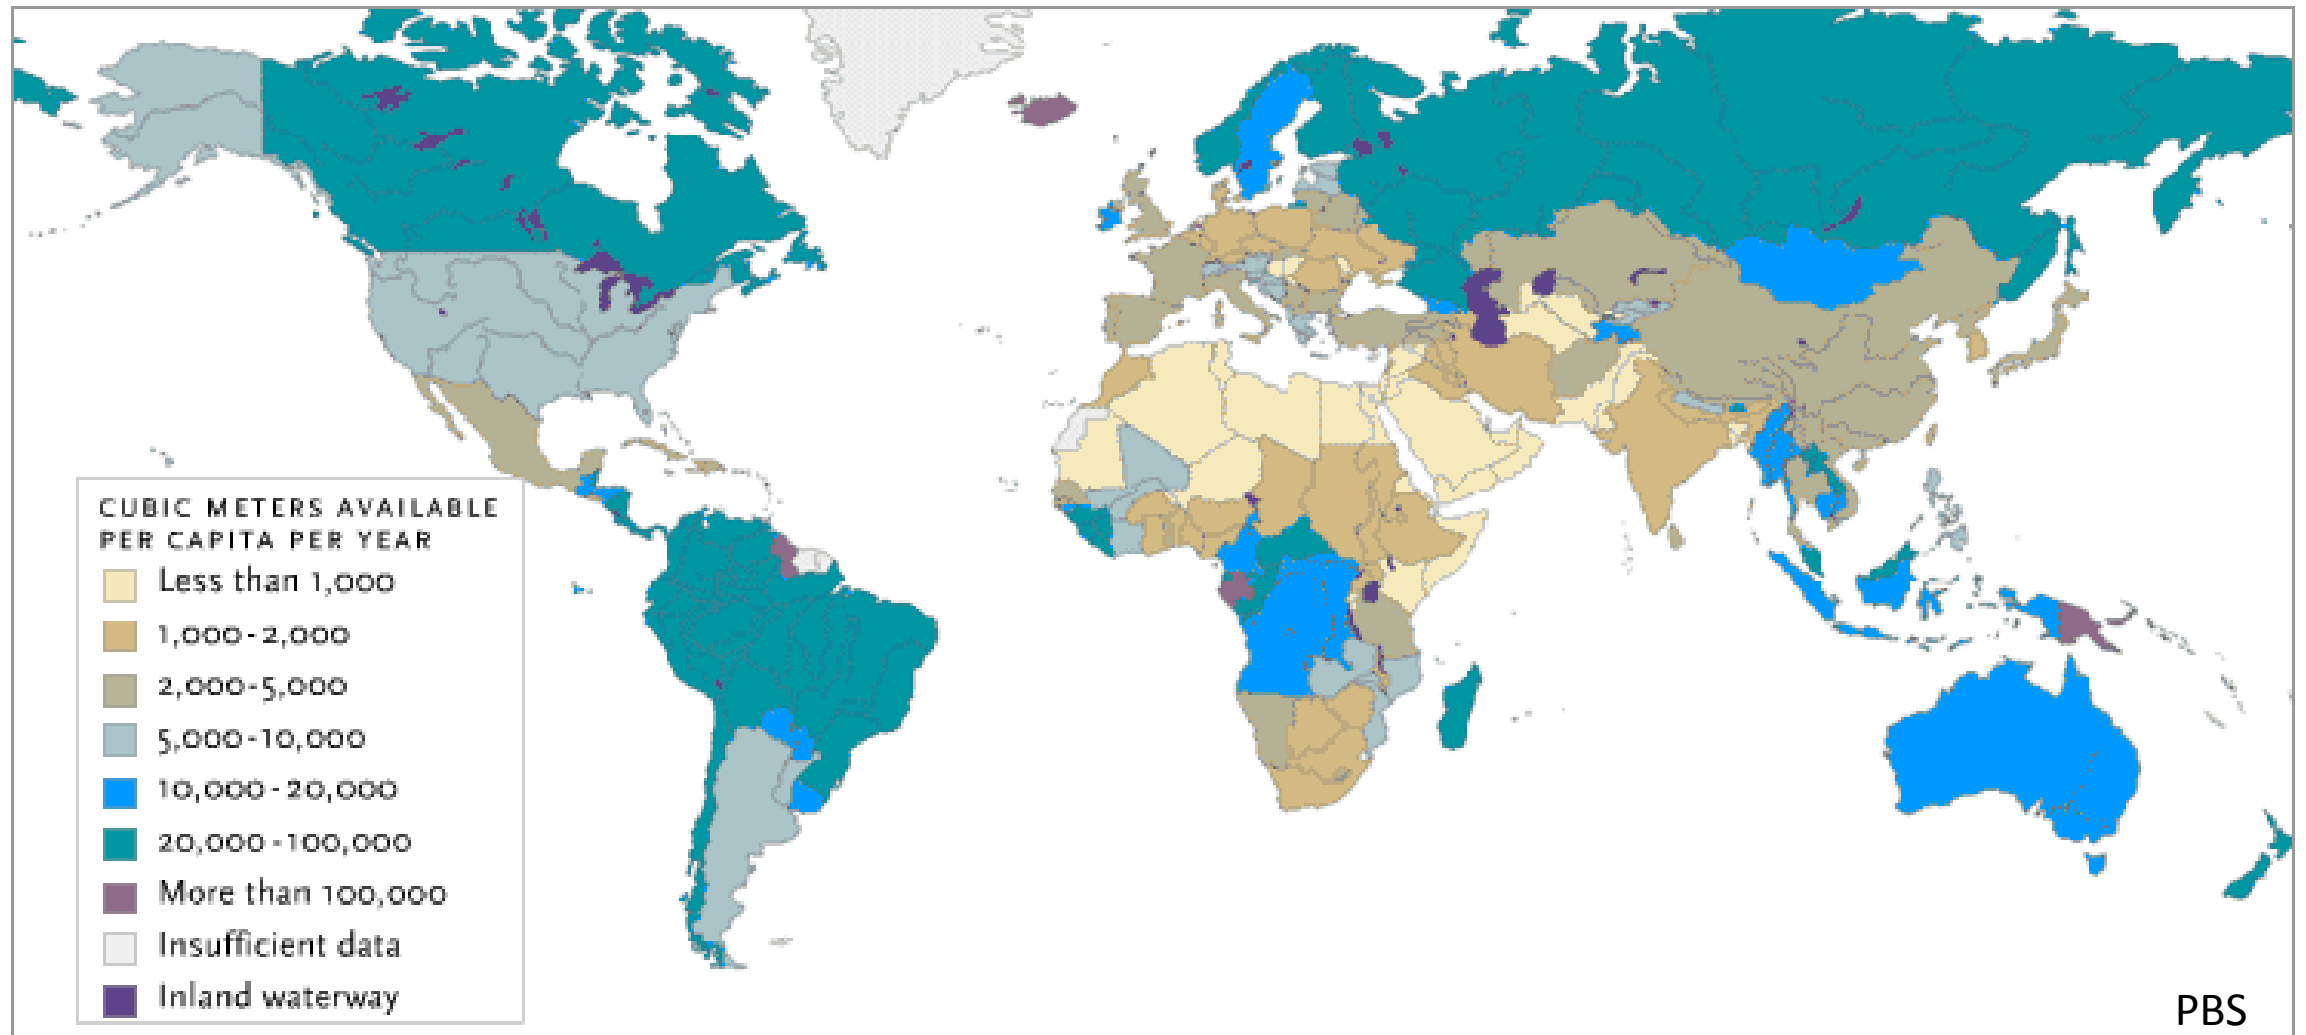 CUBIC METERS AVAILABLE
PER CAPITA PER YEAR
Less than 1,000
1,000-2,000
2,000-5,000
5,000-10,000
10,000-20,000
20,000-100,000
More than 100,000
Insufficient data
Inland waterway
PBS